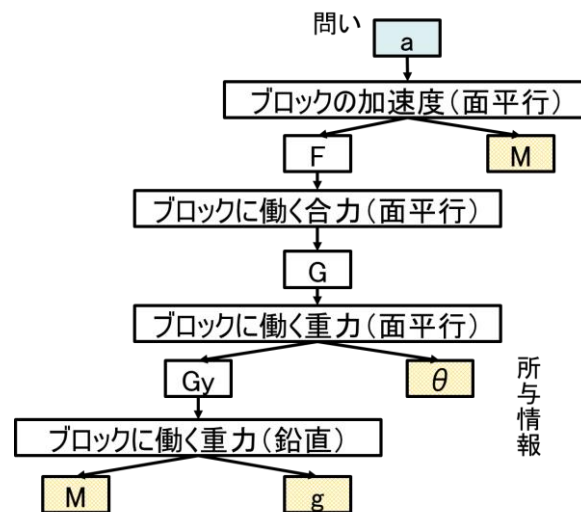 問い
a
ブロックの加速度(面平行)
F
M
ブロックに働く合力(面平行)
G
ブロックに働く重力(面平行)
Gy
θ
所与情報
ブロックに働く重力(鉛直)
M
g